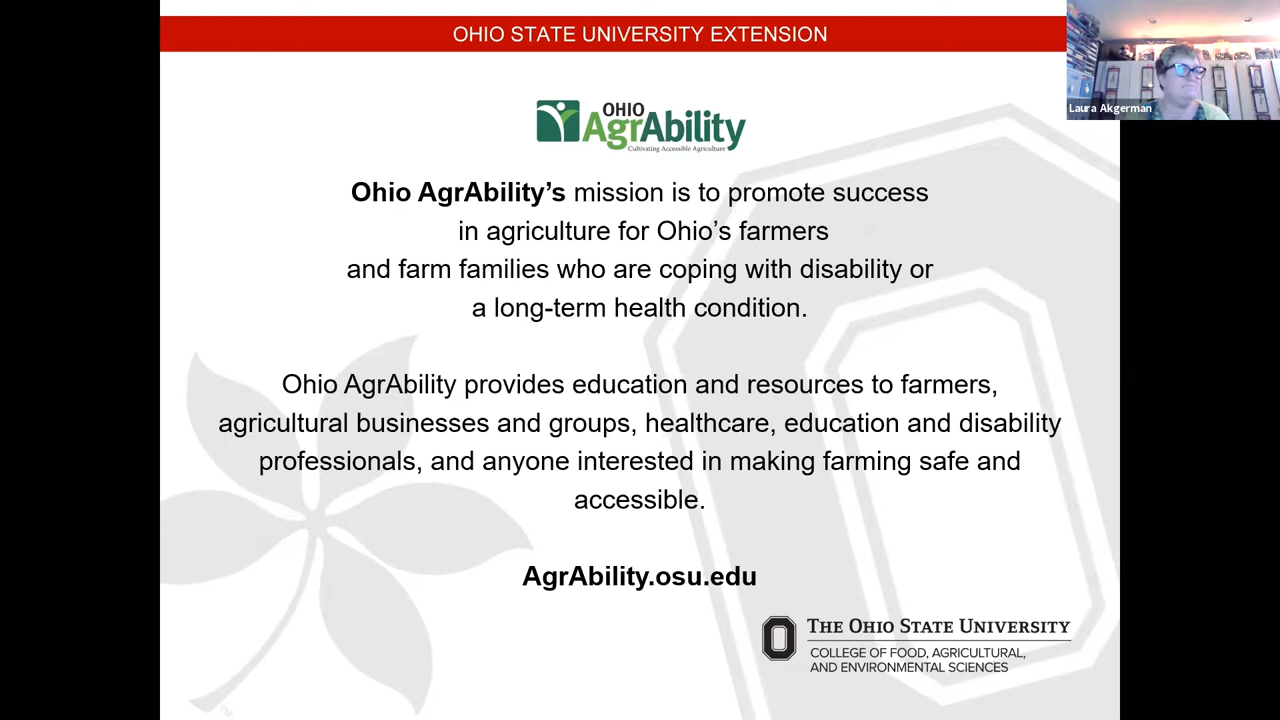 OHIO STATE UNIVERSITY EXTENSION
Laura Akgerman
OHIO
AgrAbility
Cultivating Accessible Agriculture
Ohio AgrAbility’s mission is to promote success
in agriculture for Ohio’s farmers
and farm families who are coping with disability or
a long-term health condition.
Ohio AgrAbility provides education and resources to farmers,
agricultural businesses and groups, healthcare, education and disability
professionals, and anyone interested in making farming safe and
accessible.
AgrAbility.osu.edu
THE OHIO STATE UNIVERSITY
COLLEGE OF FOOD, AGRICULTURAL,
AND ENVIRONMENTAL SCIENCES
TM